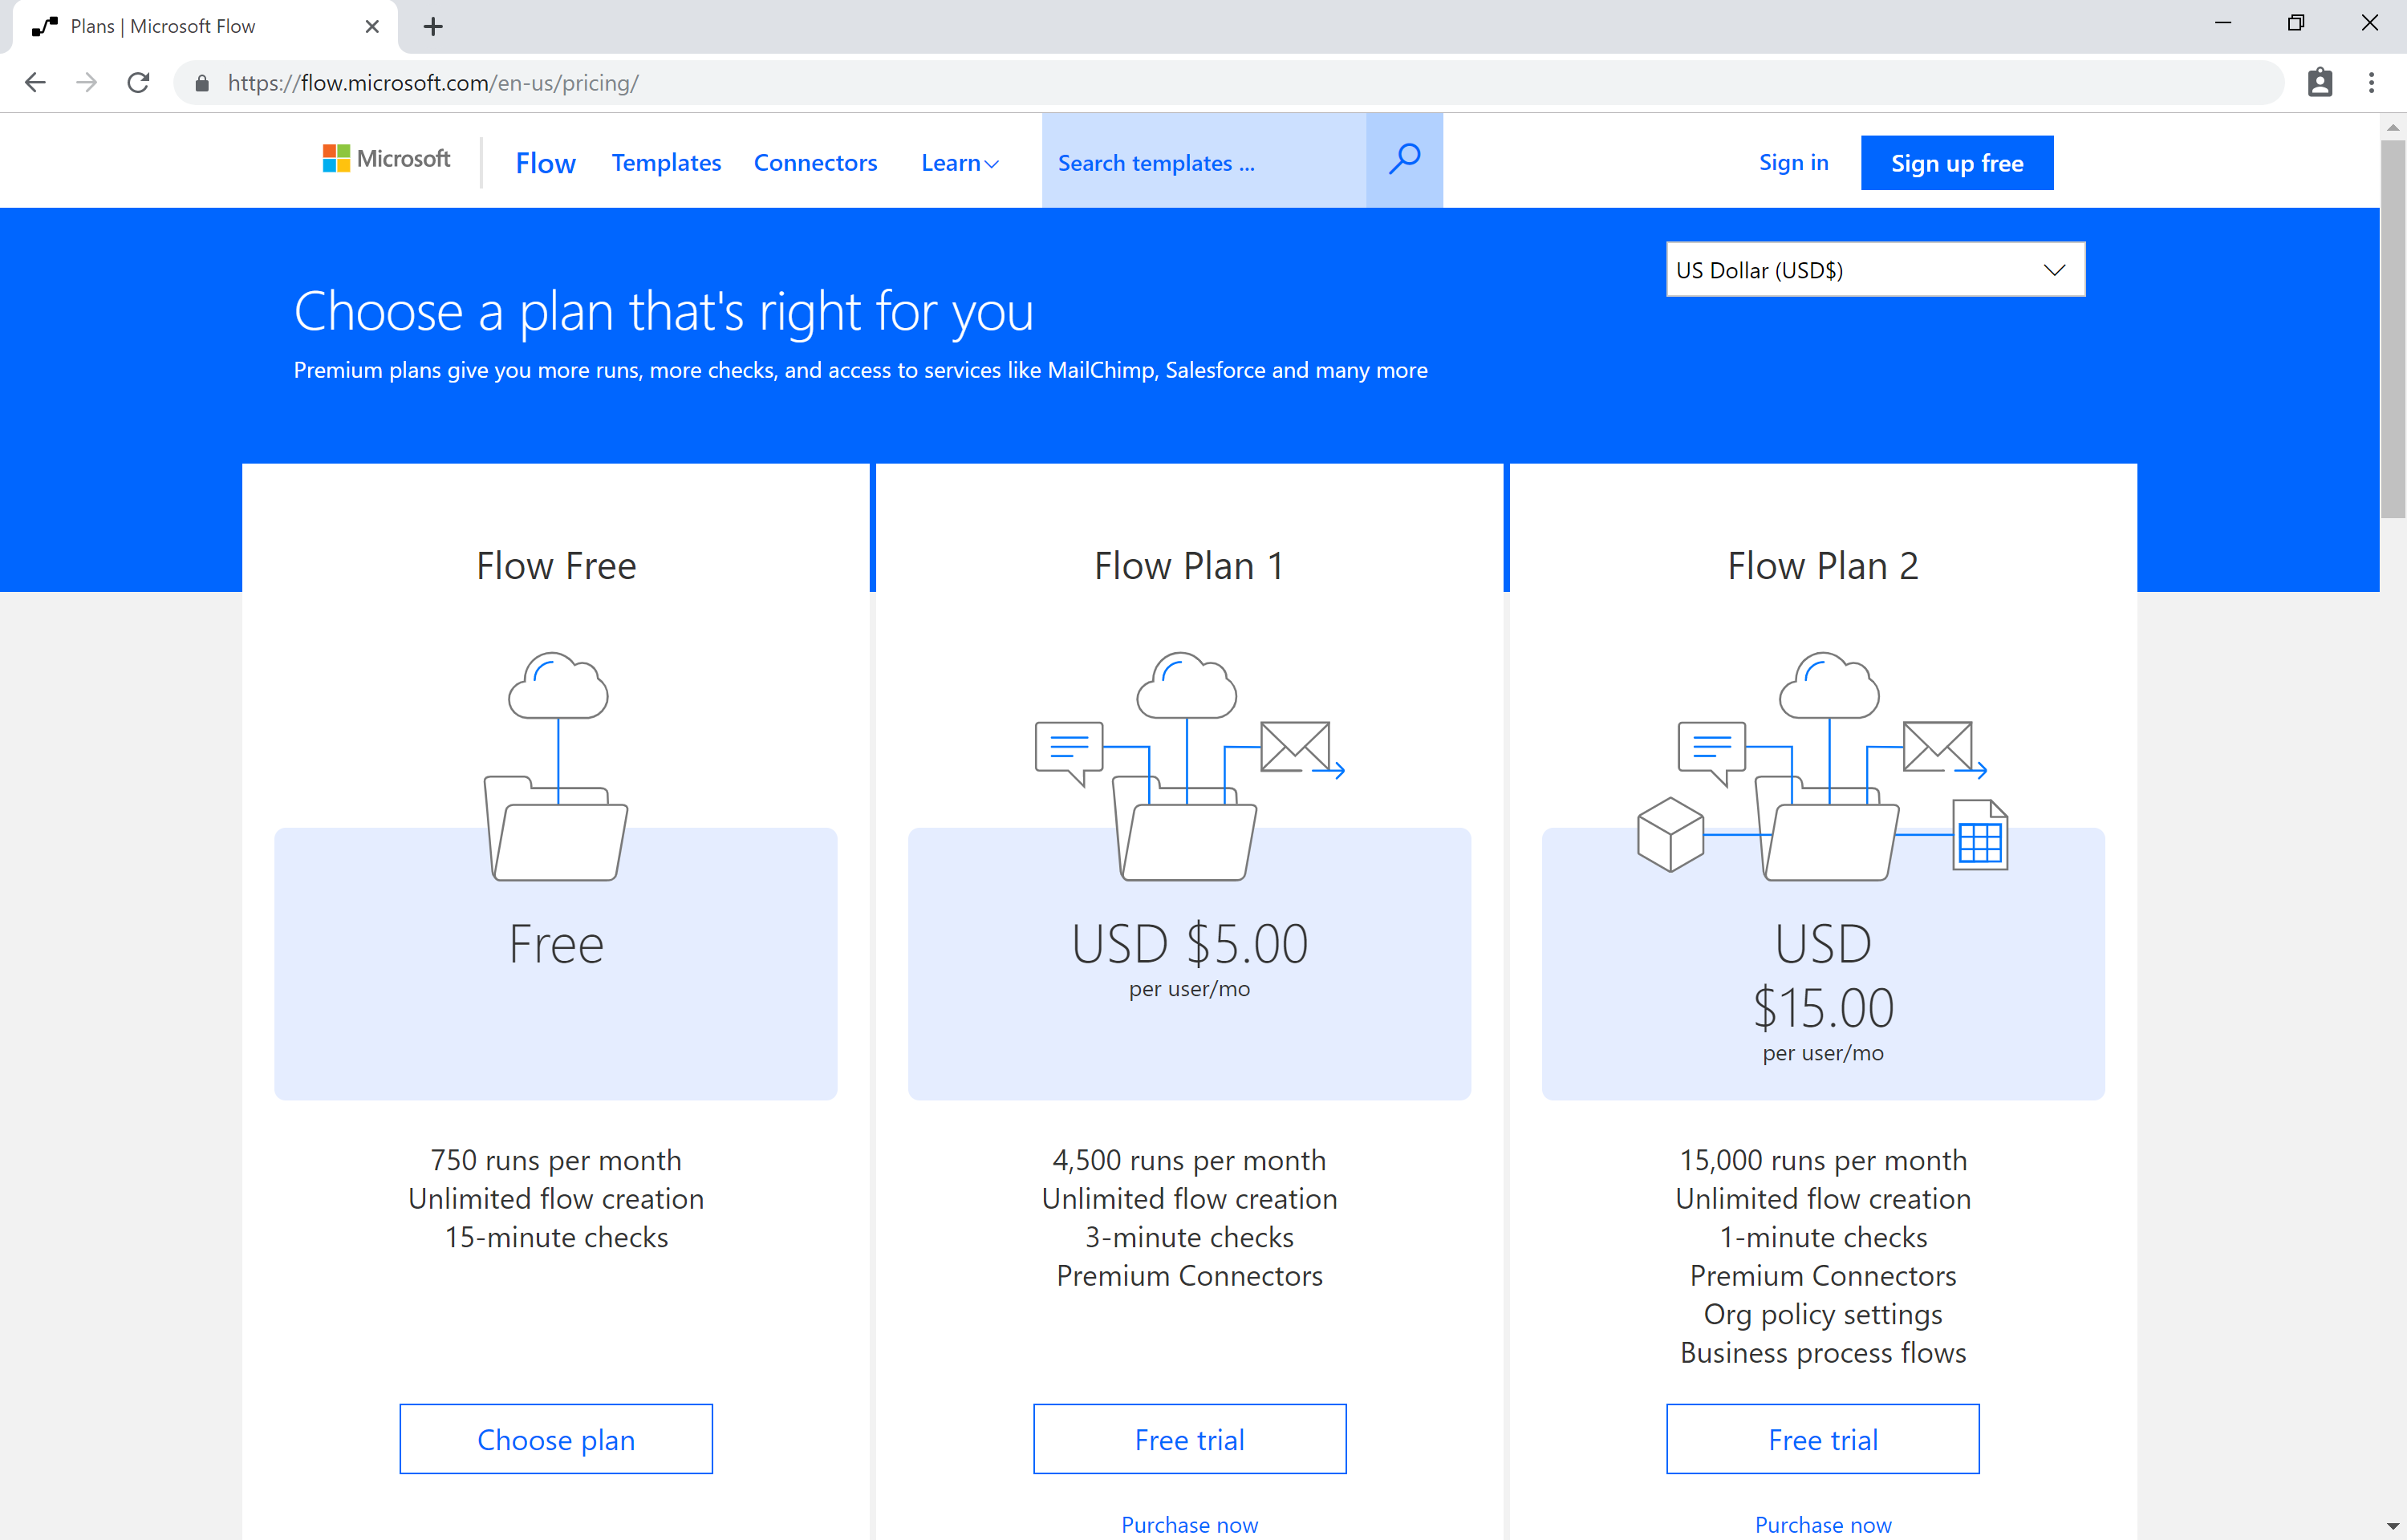 Plans | Microsoft Flow
https://flow.microsoft.com/en-us/pricing/
Microsoft
Flow
Templates
Connectors
Learn
Search templates ...
Sign in
Sign up free
US Dollar (USD$)
Choose a plan that's right for you
Premium plans give you more runs, more checks, and access to services like MailChimp, Salesforce and many more
Flow Free
Free
750 runs per month
Unlimited flow creation
15-minute checks
Choose plan
Flow Plan 1
USD $5.00
per user/mo
4,500 runs per month
Unlimited flow creation
3-minute checks
Premium Connectors
Free trial
Purchase now
Flow Plan 2
USD
$15.00
per user/mo
15,000 runs per month
Unlimited flow creation
1-minute checks
Premium Connectors
Org policy settings
Business process flows
Free trial
Purchase now